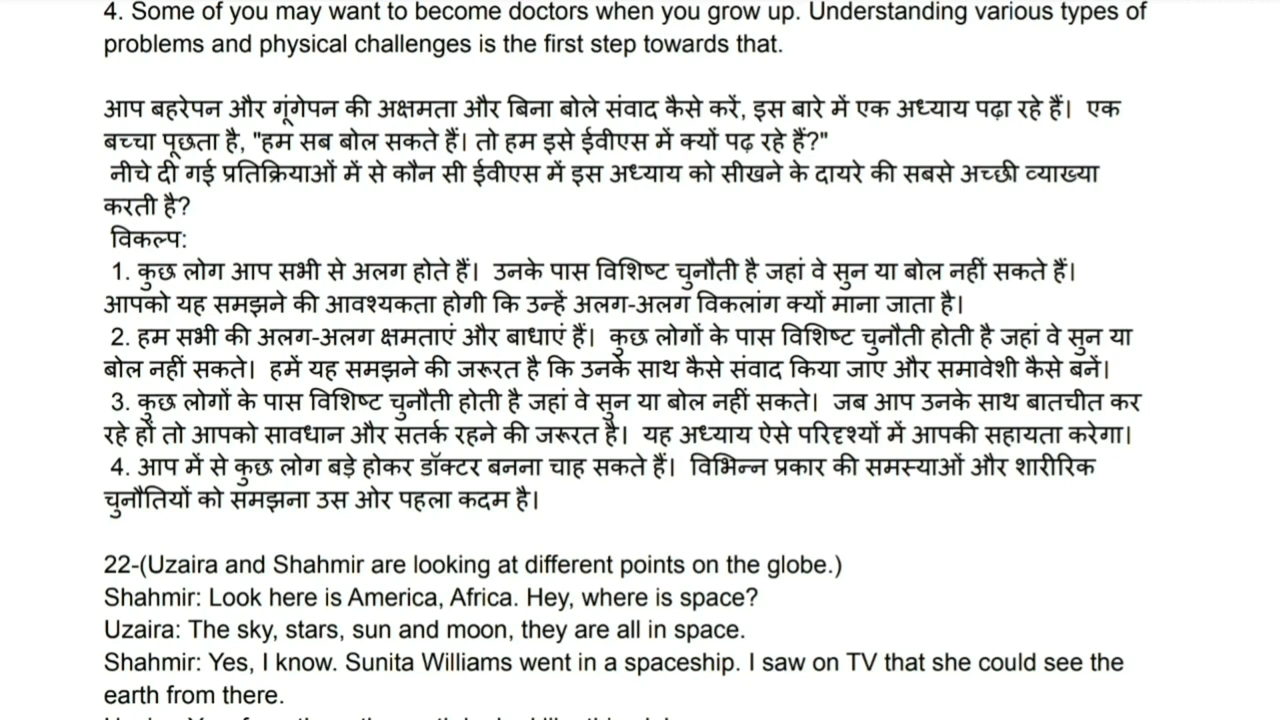 4. Some of you may want to become doctors when you grow up. Understanding various types of
problems and physical challenges is the first step towards that.
आप बहरेपन और गूंगेपन की अक्षमता और बिना बोले संवाद कैसे करें, इस बारे में एक अध्याय पढ़ा रहे हैं। एक
बच्चा पूछता है, "हम सब बोल सकते हैं। तो हम इसे ईवीएस में क्यों पढ़ रहे हैं?"
नीचे दी गई प्रतिक्रियाओं में से कौन सी ईवीएस में इस अध्याय को सीखने के दायरे की सबसे अच्छी व्याख्या
करती है?
विकल्प:
1. कुछ लोग आप सभी से अलग होते हैं। उनके पास विशिष्ट चुनौती है जहां वे सुन या बोल नहीं सकते हैं।
आपको यह समझने की आवश्यकता होगी कि उन्हें अलग-अलग विकलांग क्यों माना जाता है।
2. हम सभी की अलग-अलग क्षमताएं और बाधाएं हैं। कुछ लोगों के पास विशिष्ट चुनौती होती है जहां वे सुन या
बोल नहीं सकते। हमें यह समझने की जरूरत है कि उनके साथ कैसे संवाद किया जाए और समावेशी कैसे बनें।
3. कुछ लोगों के पास विशिष्ट चुनौती होती है जहां वे सुन या बोल नहीं सकते। जब आप उनके साथ बातचीत कर
रहे हों तो आपको सावधान और सतर्क रहने की जरूरत है। यह अध्याय ऐसे परिदृश्यों में आपकी सहायता करेगा।
4. आप में से कुछ लोग बड़े होकर डॉक्टर बनना चाह सकते हैं। विभिन्न प्रकार की समस्याओं और शारीरिक
चुनौतियों को समझना उस ओर पहला कदम है।
22-(Uzaira and Shahmir are looking at different points on the globe.)
Shahmir: Look here is America, Africa. Hey, where is space?
Uzaira: The sky, stars, sun and moon, they are all in space.
Shahmir: Yes, I know. Sunita Williams went in a spaceship. I saw on TV that she could see the
earth from there.